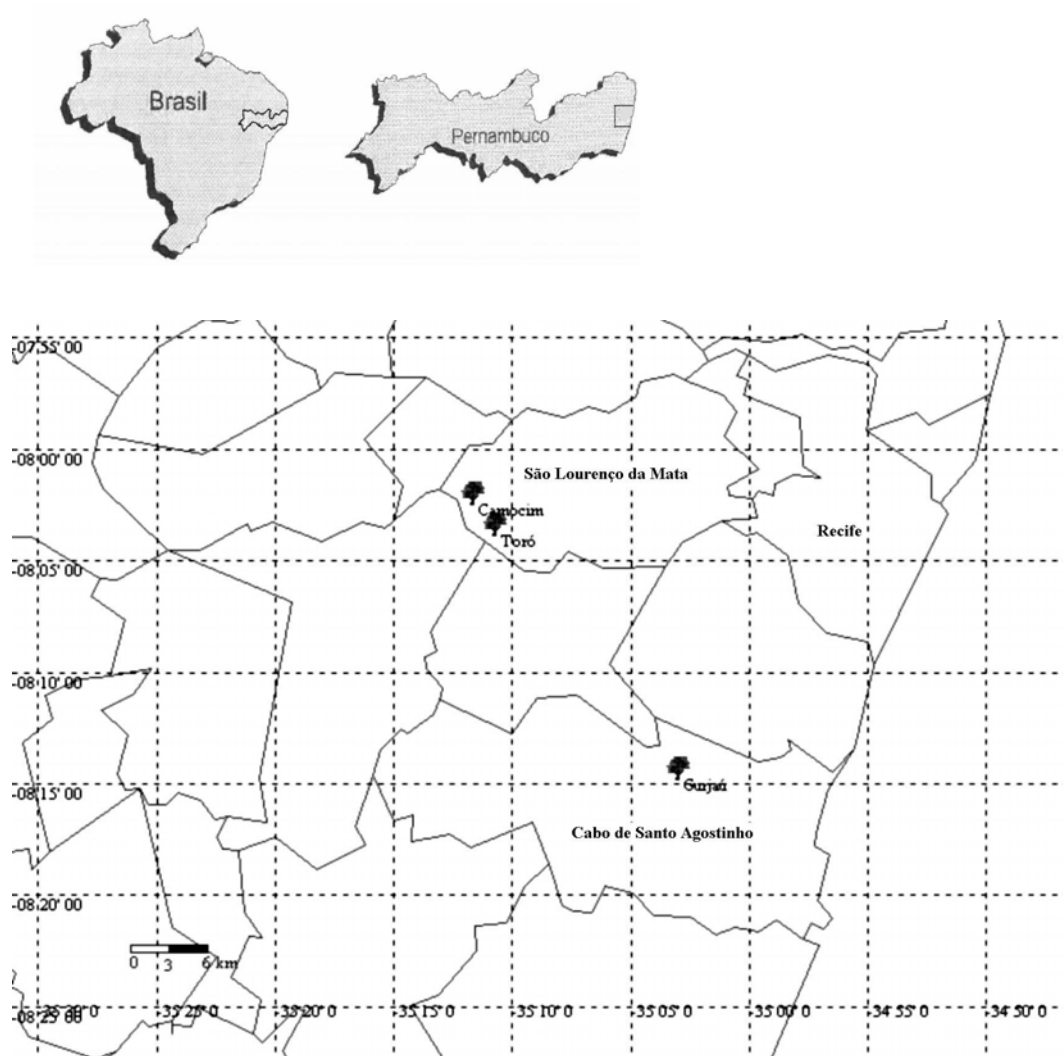 Brasil
Pernambuco
-07 55' 00
-08 00' 00
São Lourenço da Mata
Camocim
Toró
Recife
-08 05' 00
-08 10' 00
-08 15' 00
Gurjaú
Cabo de Santo Agostinho
-08 20' 00
0 3 6 km
-08 25' 00
35 20' 0
35 15' 0
35 10' 0
35 05' 0
35 00' 0
34 55' 0
34 50' 0